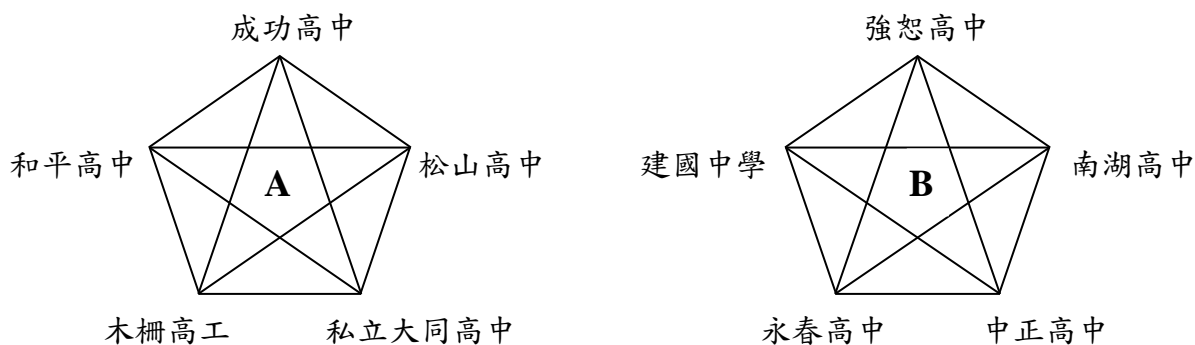 成功高中
強恕高中
和平高中
松山高中
建國中學
南湖高中
A
B
木柵高工
私立大同高中
永春高中
中正高中